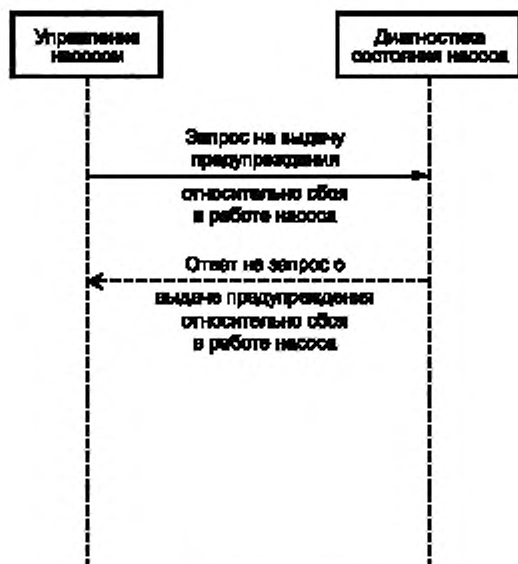 Управление
насосом
Диагностика
состояния насоса
Запрос на выдачу
предупреждения
относительно сбоя
в работе насоса
Ответ на запрос о
выдаче предупреждения
относительно сбоя
в работе насоса